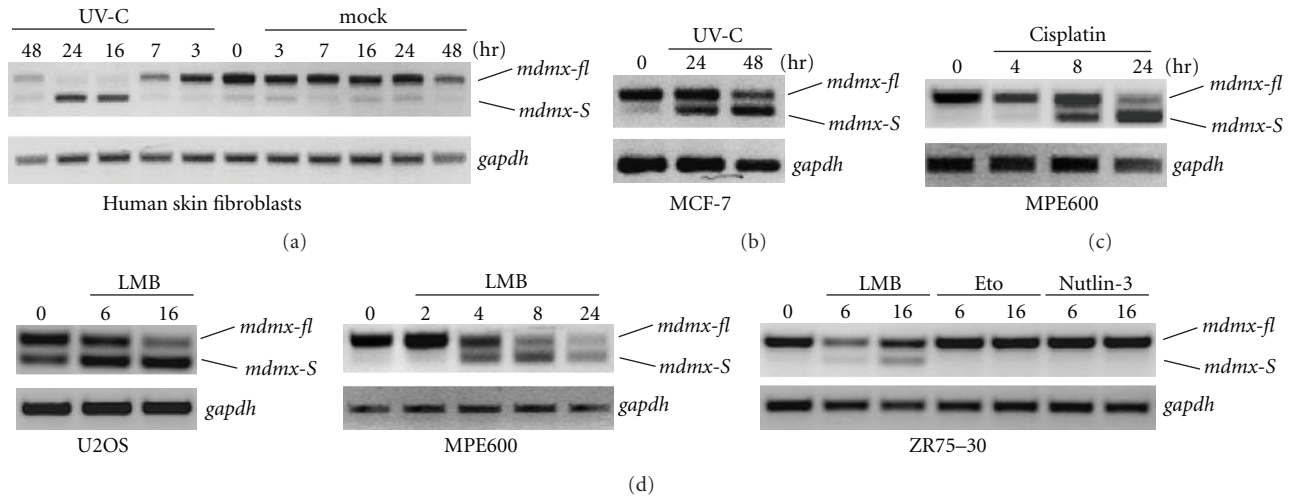 UV-C mock
48 24 16 7 3 0 3 7 16 24 48 (hr)
mdmx-fl
mdmx-S
gapdh
Human skin fibroblasts
(a)
UV-C
0 24 48 (hr)
mdmx-fl
mdmx-S
gapdh
MCF-7
(b)
Cisplatin
0 4 8 24 (hr)
mdmx-fl
mdmx-S
gapdh
MPE600
(c)
LMB
0 6 16
mdmx-fl
mdmx-S
gapdh
U2OS
LMB
0 2 4 8 24
mdmx-fl
mdmx-S
gapdh
MPE600
LMB Eto Nutlin-3
0 6 16 6 16 6 16
mdmx-fl
mdmx-S
gapdh
ZR75–30
(d)